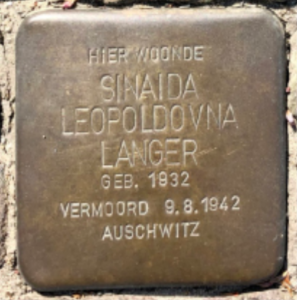 HIER WOONDE
SINAIDA
LEOPOLDOVNA
LANGER
GEB. 1932
VERMOORD 9.8.1942
AUSCHWITZ